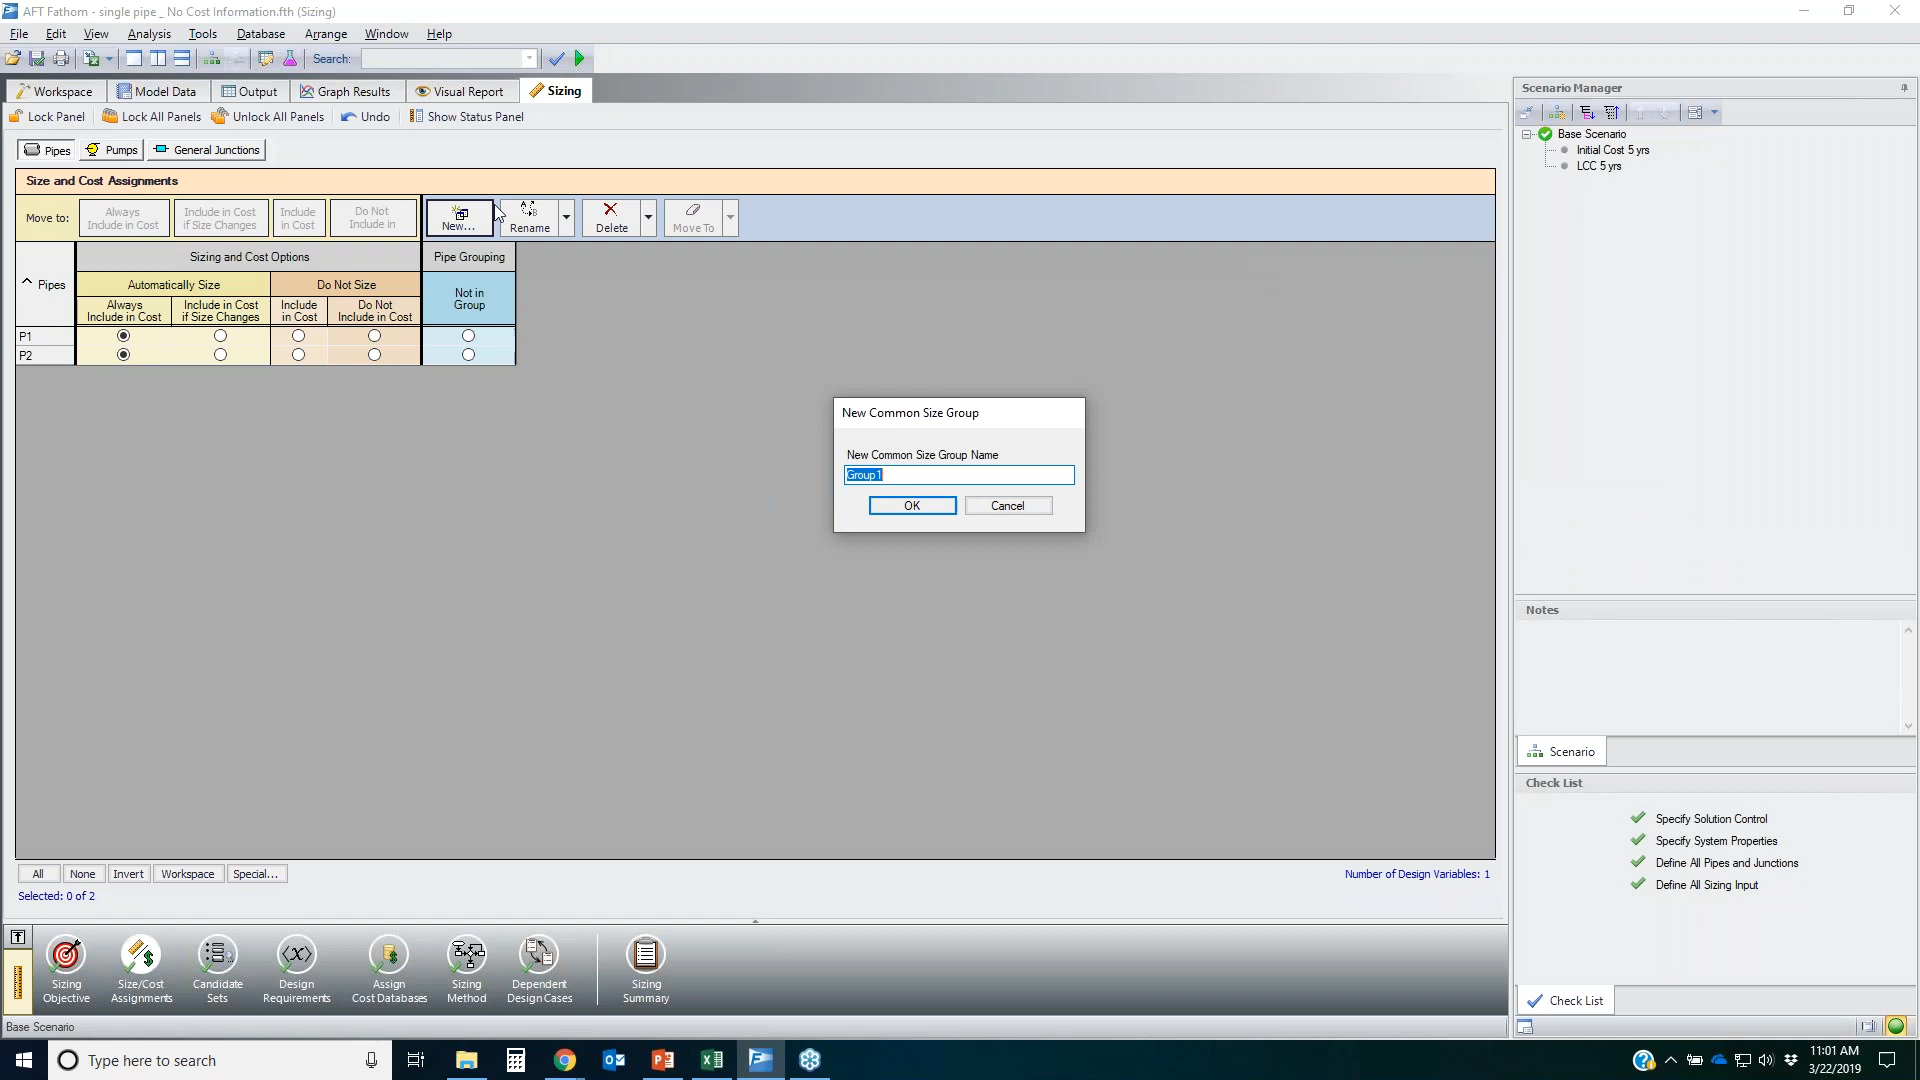 AFT Fathom - single pipe _ No Cost Information.fth (Sizing)
File Edit View Analysis Tools Database Arrange Window Help
Search:
Workspace Model Data Output Graph Results Visual Report Sizing
Lock Panel Lock All Panels Unlock All Panels Undo Show Status Panel
Pipes Pumps General Junctions
Size and Cost Assignments
Move to:
Always
Include in Cost
Include in Cost
if Size Changes
Include
in Cost
Do Not
Include in
New...
Rename
Delete
Move To
Pipes
Sizing and Cost Options
Pipe Grouping
Automatically Size
Do Not Size
Not in
Group
Always
Include in Cost
Include in Cost
if Size Changes
Include
in Cost
Do Not
Include in Cost
P1
P2
New Common Size Group
New Common Size Group Name
Group1
OK Cancel
All None Invert Workspace Special...
Number of Design Variables: 1
Selected: 0 of 2
Sizing
Objective
Size/Cost
Assignments
Candidate
Sets
(X)
Design
Requirements
Assign
Cost Databases
Sizing
Method
Dependent
Design Cases
Sizing
Summary
Base Scenario
Scenario Manager
Base Scenario
Initial Cost 5 yrs
LCC 5 yrs
Notes
Scenario
Check List
Specify Solution Control
Specify System Properties
Define All Pipes and Junctions
Define All Sizing Input
Check List
Type here to search
11:01 AM
3/22/2019